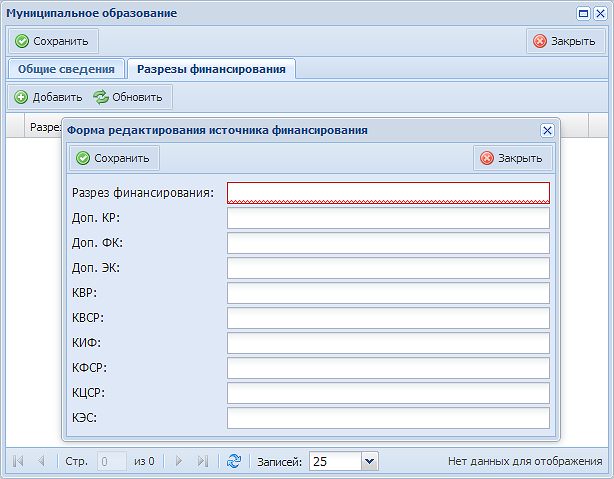 Муниципальное образование
Сохранить Закрыть
Общие сведения Разрезы финансирования
Добавить Обновить
Форма редактирования источника финансирования
Сохранить Закрыть
Разрез финансирования:
Доп. КР:
Доп. ФК:
Доп. ЭК:
КВР:
КВСР:
КИФ:
КФСР:
КЦСР:
КЭС:
Стр. 0 из 0 Записей: 25 Нет данных для отображения